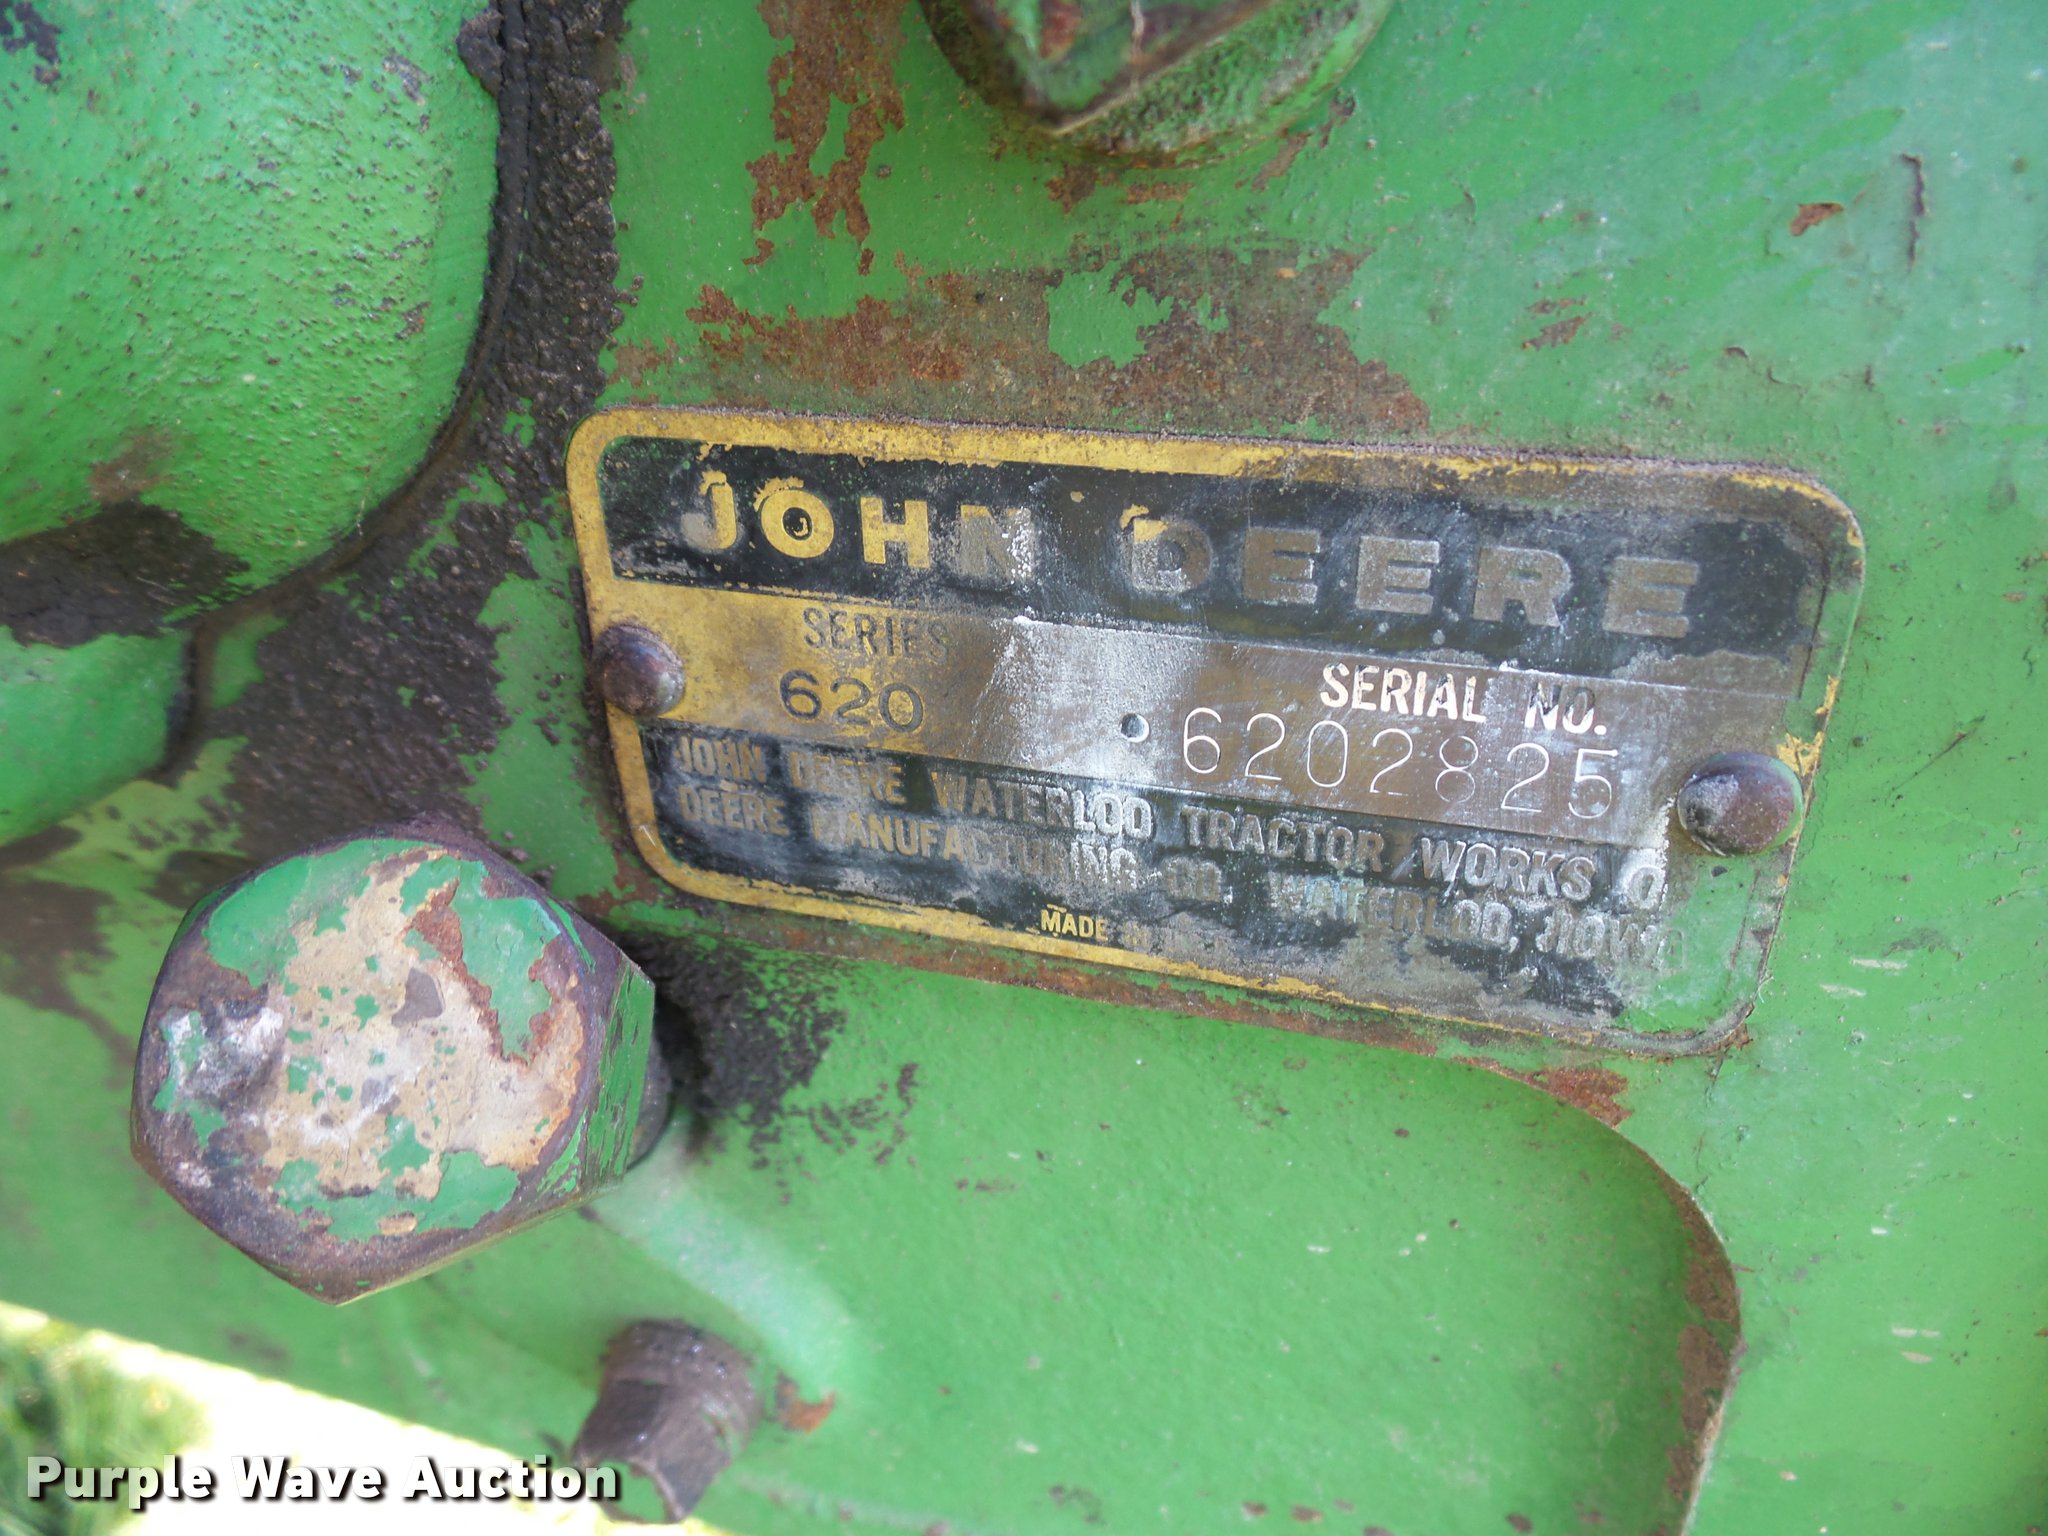 JOHN DEERE
SERIES
SERIAL NO.
620
6202825
JOHN DEERE WATERLOO TRACTOR WORKS O
DEERE MANUFACTURING CO. WATERLOO, IOWA
MADE
Purple Wave Auction